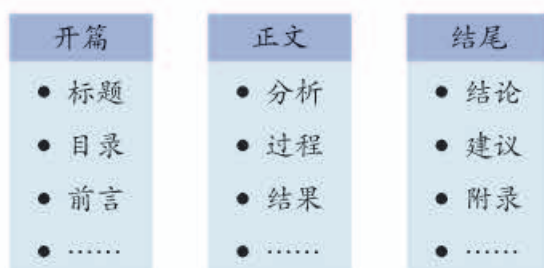 开篇
• 标题
• 目录
• 前言
• ……
正文
• 分析
• 过程
• 结果
• ……
结尾
• 结论
• 建议
• 附录
• ……